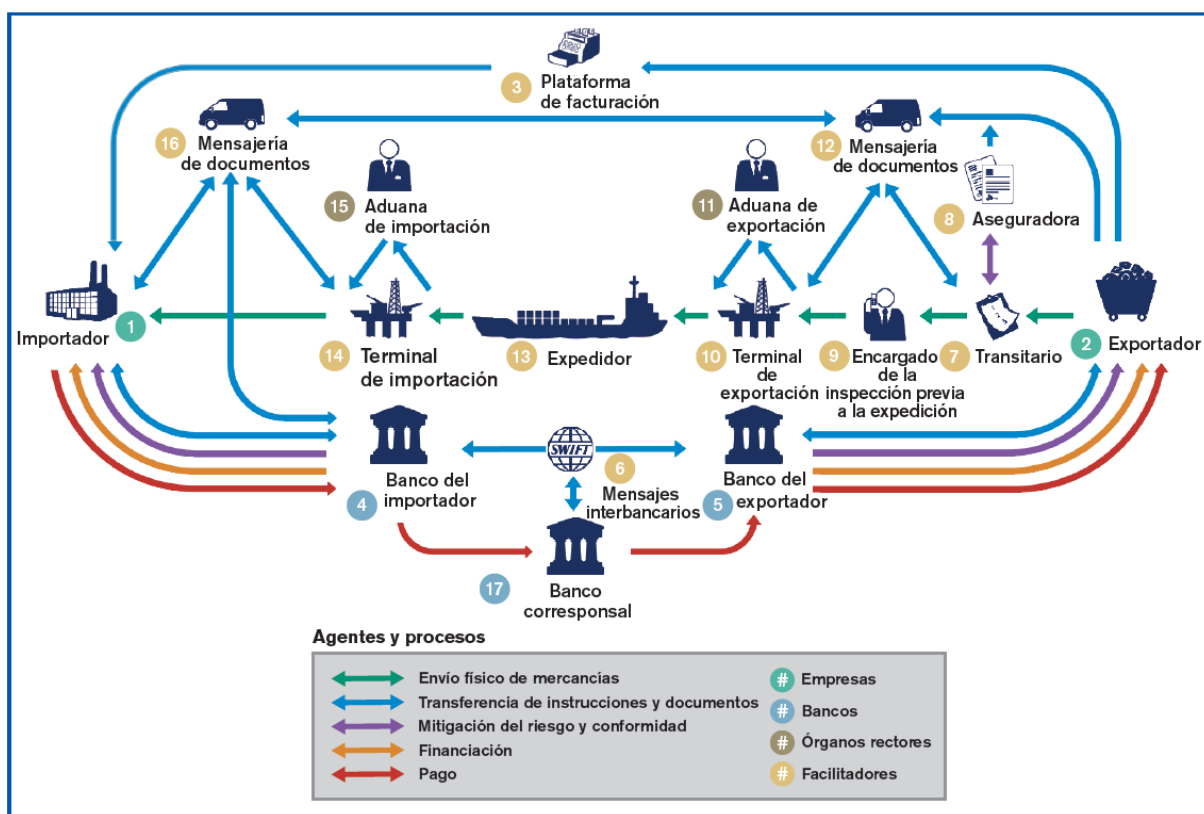 3
Plataforma
de facturación
16
Mensajería
de documentos
12
Mensajería
de documentos
15
Aduana
de importación
11
Aduana de
exportación
8
Aseguradora
Importador
1
14
Terminal
de importación
13
Expedidor
10
Terminal
de
exportación
9
Encargado
de la
inspección previa
a la expedición
7
Transitario
2
Exportador
Banco del
importador
4
SWIFT
6
Mensajes
interbancarios
Banco del
exportador
5
17
Banco
corresponsal
Agentes y procesos
Envío físico de mercancías
Transferencia de instrucciones y documentos
Mitigación del riesgo y conformidad
Financiación
Pago
# Empresas
# Bancos
# Órganos rectores
# Facilitadores